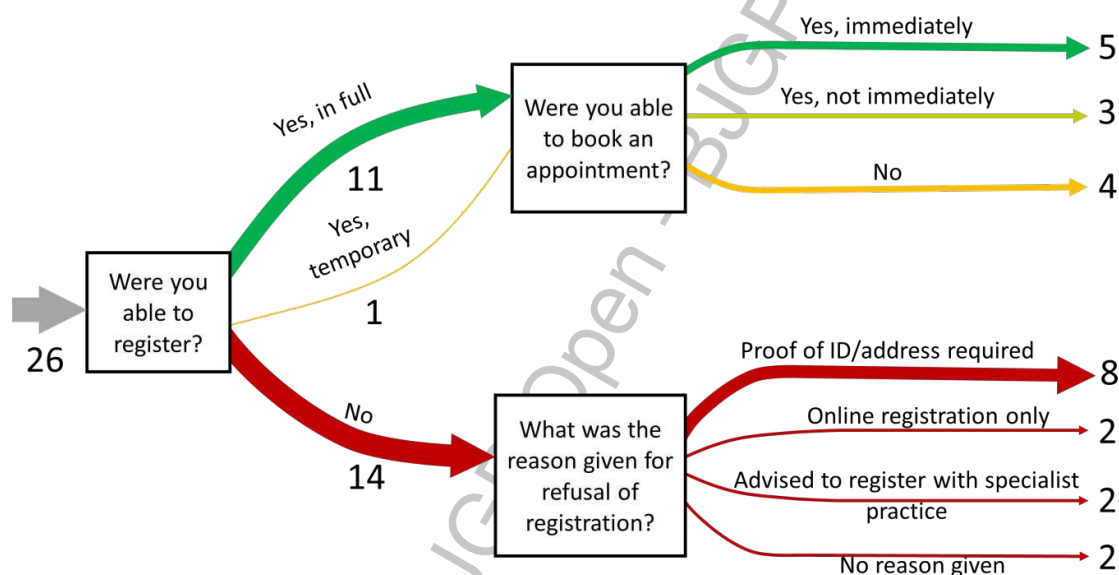 26
Were you
able to
register?
Yes, in full
11
Yes,
temporary
1
No
14
Were you able
to book an
appointment?
Yes, immediately
5
Yes, not immediately
3
No
4
What was the
reason given for
refusal of
registration?
Proof of ID/address required
8
Online registration only
2
Advised to register with specialist
practice
2
No reason given
2
BJGP Open - BJGP